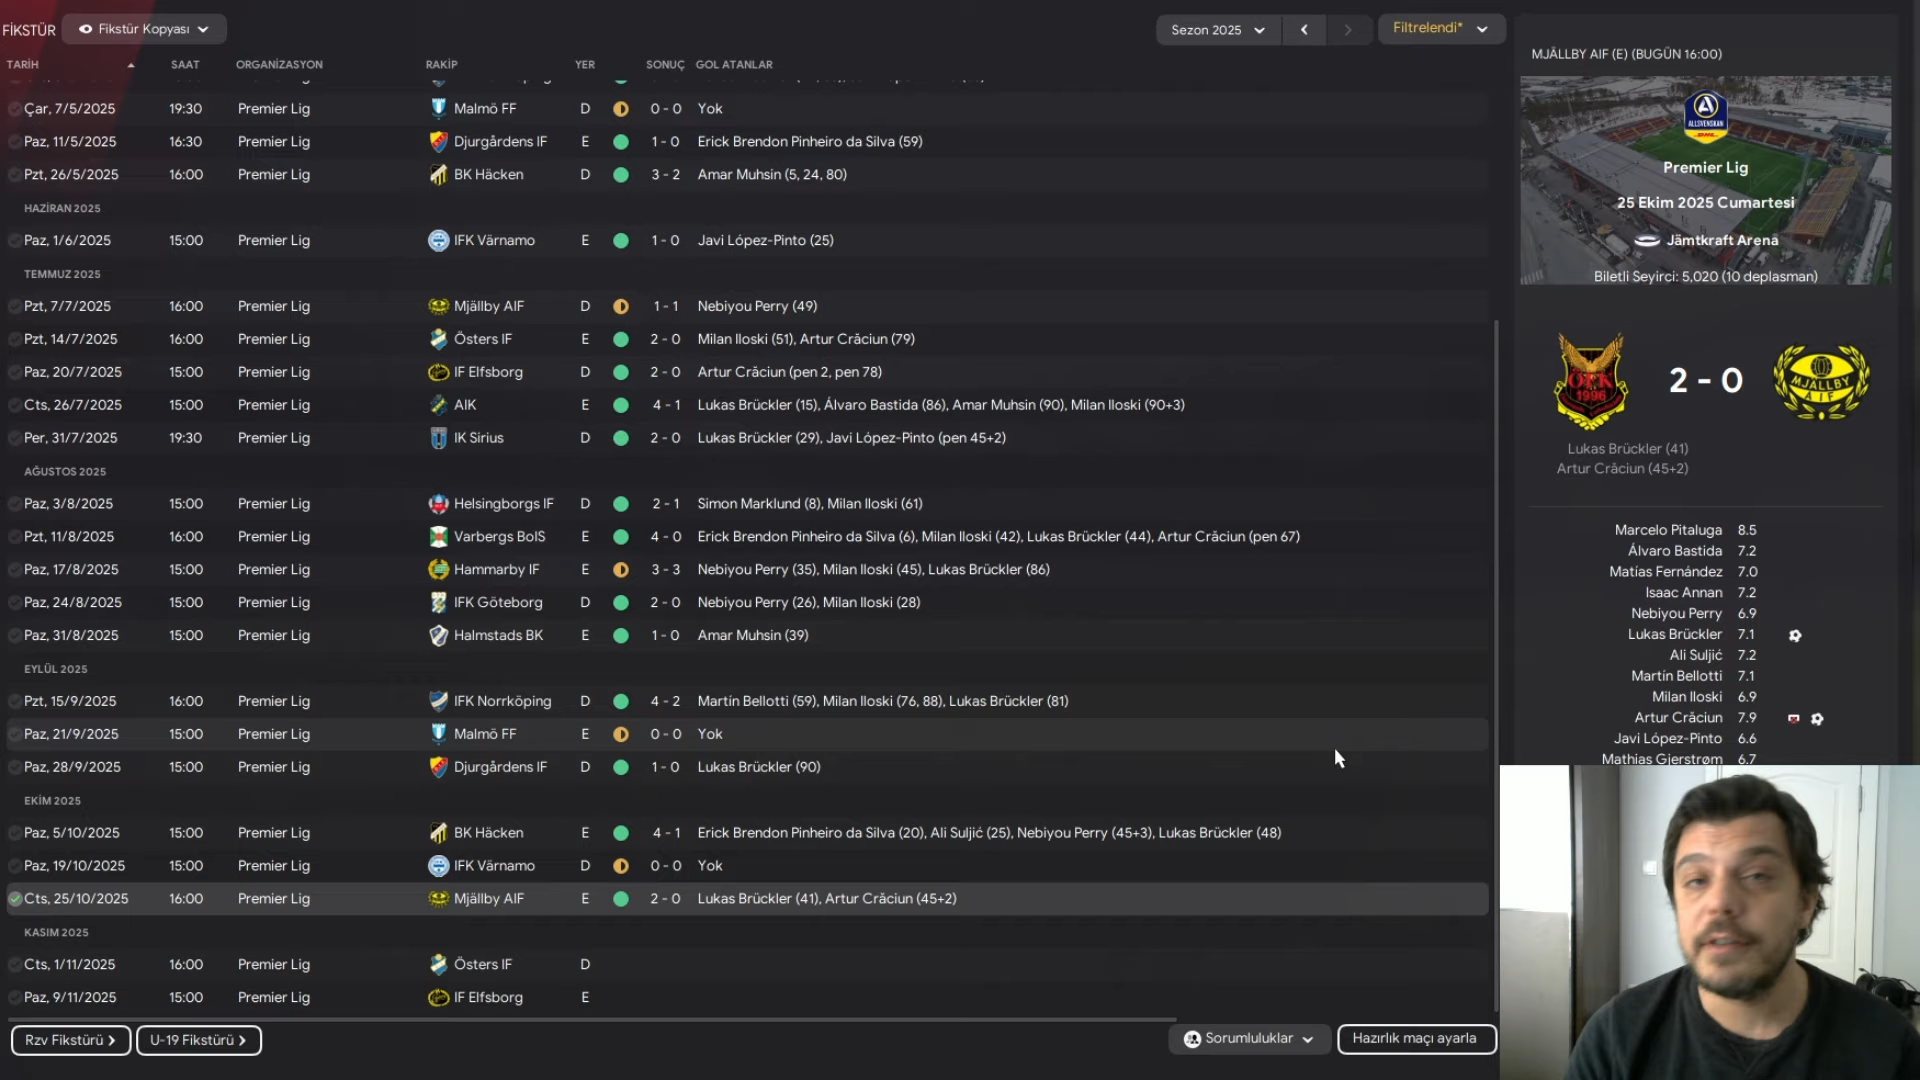 FİKSTÜR
Fikstür Kopyası
Sezon 2025
Filtrelendi*
TARİH SAAT ORGANİZASYON RAKİP YER SONUÇ GOL ATANLAR
Çar, 7/5/2025 19:30 Premier Lig Malmö FF D 0 - 0 Yok
Paz, 11/5/2025 16:30 Premier Lig Djurgårdens IF E 1 - 0 Erick Brendon Pinheiro da Silva (59)
Pzt, 26/5/2025 16:00 Premier Lig BK Häcken D 3 - 2 Amar Muhsin (5, 24, 80)
HAZİRAN 2025
Paz, 1/6/2025 15:00 Premier Lig IFK Värnamo E 1 - 0 Javi López-Pinto (25)
TEMMUZ 2025
Pzt, 7/7/2025 16:00 Premier Lig Mjällby AIF D 1 - 1 Nebiyou Perry (49)
Pzt, 14/7/2025 16:00 Premier Lig Östers IF E 2 - 0 Milan Iloski (51), Artur Crăciun (79)
Paz, 20/7/2025 15:00 Premier Lig IF Elfsborg D 2 - 0 Artur Crăciun (pen 2, pen 78)
Cts, 26/7/2025 15:00 Premier Lig AIK E 4 - 1 Lukas Brückler (15), Álvaro Bastida (86), Amar Muhsin (90), Milan Iloski (90+3)
Per, 31/7/2025 19:30 Premier Lig IK Sirius D 2 - 0 Lukas Brückler (29), Javi López-Pinto (pen 45+2)
AĞUSTOS 2025
Paz, 3/8/2025 15:00 Premier Lig Helsingborgs IF D 2 - 1 Simon Marklund (8), Milan Iloski (61)
Pzt, 11/8/2025 16:00 Premier Lig Varbergs BoIS E 4 - 0 Erick Brendon Pinheiro da Silva (6), Milan Iloski (42), Lukas Brückler (44), Artur Crăciun (pen 67)
Paz, 17/8/2025 15:00 Premier Lig Hammarby IF E 3 - 3 Nebiyou Perry (35), Milan Iloski (45), Lukas Brückler (86)
Paz, 24/8/2025 15:00 Premier Lig IFK Göteborg D 2 - 0 Nebiyou Perry (26), Milan Iloski (28)
Paz, 31/8/2025 15:00 Premier Lig Halmstads BK E 1 - 0 Amar Muhsin (39)
EYLÜL 2025
Pzt, 15/9/2025 16:00 Premier Lig IFK Norrköping D 4 - 2 Martín Bellotti (59), Milan Iloski (76, 88), Lukas Brückler (81)
Paz, 21/9/2025 15:00 Premier Lig Malmö FF E 0 - 0 Yok
Paz, 28/9/2025 15:00 Premier Lig Djurgårdens IF D 1 - 0 Lukas Brückler (90)
EKİM 2025
Paz, 5/10/2025 15:00 Premier Lig BK Häcken E 4 - 1 Erick Brendon Pinheiro da Silva (20), Ali Suljić (25), Nebiyou Perry (45+3), Lukas Brückler (48)
Paz, 19/10/2025 15:00 Premier Lig IFK Värnamo D 0 - 0 Yok
Cts, 25/10/2025 16:00 Premier Lig Mjällby AIF E 2 - 0 Lukas Brückler (41), Artur Crăciun (45+2)
KASIM 2025
Cts, 1/11/2025 16:00 Premier Lig Östers IF D
Paz, 9/11/2025 15:00 Premier Lig IF Elfsborg E
Rzv Fikstürü
U-19 Fikstürü
Sorumluluklar
Hazırlık maçı ayarla
MJÄLLBY AIF (E) (BUGÜN 16:00)
ALLSVENSKAN
Premier Lig
25 Ekim 2025 Cumartesi
Jämtkraft Arena
Biletli Seyirci: 5,020 (10 deplasman)
ÖFK
1996
2 - 0
MJÄLLBY
AIF
Lukas Brückler (41)
Artur Crăciun (45+2)
Marcelo Pitaluga 8.5
Álvaro Bastida 7.2
Matías Fernández 7.0
Isaac Annan 7.2
Nebiyou Perry 6.9
Lukas Brückler 7.1
Ali Suljić 7.2
Martín Bellotti 7.1
Milan Iloski 6.9
Artur Crăciun 7.9
Javi López-Pinto 6.6
Mathias Gjerstrøm 6.7